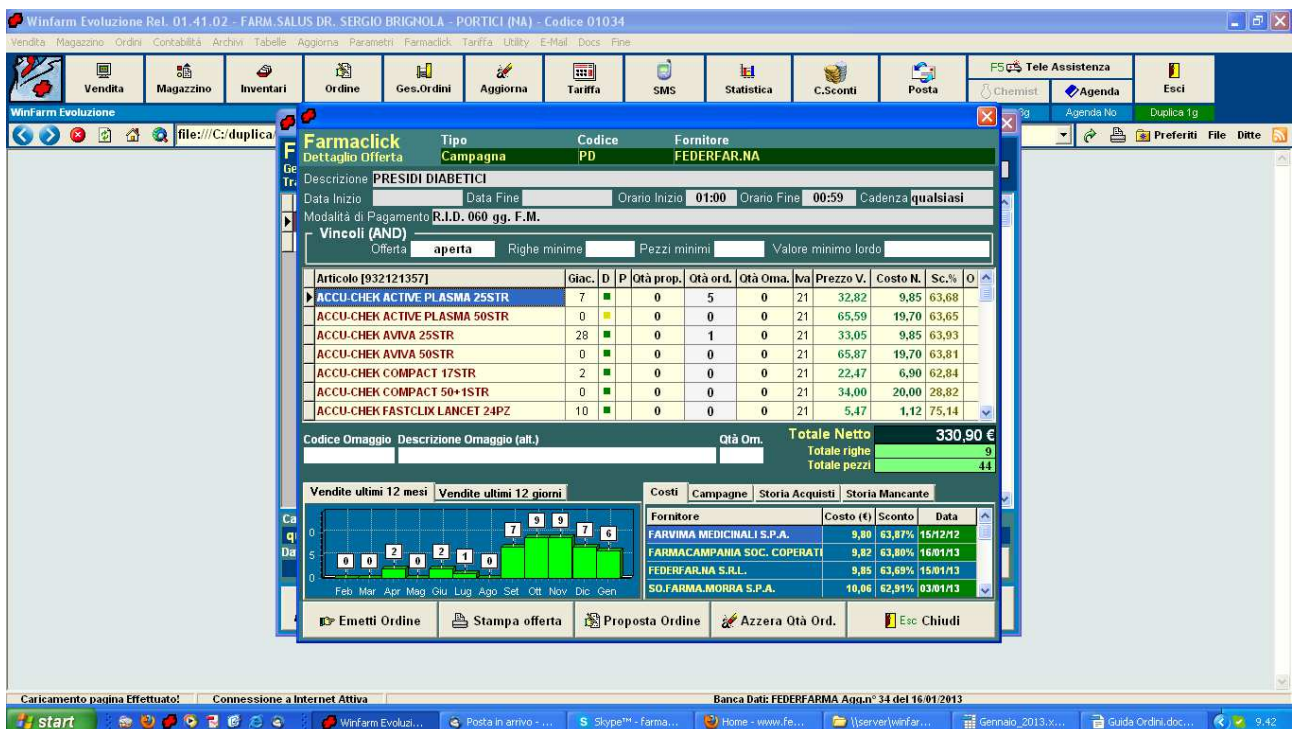 Winfarm Evoluzione Rel. 01.41.02 - FARM.SALUS DR. SERGIO BRIGNOLA - PORTICI (NA) - Codice 01034
Vendita Magazzino Ordini Contabilità Archivi Tabelle Aggiorna Parametri Farmaclick Tariffa Utility E-Mail Docs Fine
Vendita Magazzino Inventari Ordine Ges.Ordini Aggiorna Tariffa SMS Statistica C.Sconti Posta
F5 Tele Assistenza
Chemist Agenda Esci
WinFarm Evoluzione Agenda No Duplica 1g
file:///C:/duplica Preferiti File Ditte
Farmaclick Tipo Codice Fornitore
Dettaglio Offerta Campagna PD FEDERFAR.NA
Descrizione PRESIDI DIABETICI
Data Inizio Data Fine Orario Inizio 01:00 Orario Fine 00:59 Cadenza qualsiasi
Modalità di Pagamento R.I.D. 060 gg. F.M.
Vincoli (AND)
Offerta aperta Righe minime Pezzi minimi Valore minimo lordo
Articolo [932121357] Giac. D P Qtà prop. Qtà ord. Qtà Oma. Iva Prezzo V. Costo N. Sc.% O
ACCU-CHEK ACTIVE PLASMA 25STR 7 0 5 0 21 32,82 9,85 63,68
ACCU-CHEK ACTIVE PLASMA 50STR 0 0 0 0 21 65,59 19,70 63,65
ACCU-CHEK AVIVA 25STR 28 0 1 0 21 33,05 9,85 63,93
ACCU-CHEK AVIVA 50STR 0 0 0 0 21 65,87 19,70 63,81
ACCU-CHEK COMPACT 17STR 2 0 0 0 21 22,47 6,90 62,84
ACCU-CHEK COMPACT 50+1STR 0 0 0 0 21 34,00 20,00 28,82
ACCU-CHEK FASTCLIX LANCET 24PZ 10 0 0 0 21 5,47 1,12 75,14
Codice Omaggio Descrizione Omaggio (alt.) Qtà Om. Totale Netto 330,90 €
Totale righe 9
Totale pezzi 44
Vendite ultimi 12 mesi Vendite ultimi 12 giorni Costi Campagne Storia Acquisti Storia Mancante
Fornitore Costo (€) Sconto Data
FARVIMA MEDICINALI S.P.A. 9,80 63,87% 15/12/12
FARMACAMPANIA SOC. COPERATI 9,82 63,80% 16/01/13
FEDERFAR.NA S.R.L. 9,85 63,69% 15/01/13
SO.FARMA.MORRA S.P.A. 10,06 62,91% 03/01/13
0 5 0
0 0 2 0 2 1 0 7 9 9 7 6
Feb Mar Apr Mag Giu Lug Ago Set Ott Nov Dic Gen
Emetti Ordine Stampa offerta Proposta Ordine Azzera Qtà Ord. Esc Chiudi
Caricamento pagina Effettuato! Connessione a Internet Attiva Banca Dati: FEDERFARMA Agg.n° 34 del 16/01/2013
start Winfarm Evoluzi... Posta in arrivo - ... Skype™ - farma... Home - www.fe... \\server\winfar... Gennaio_2013.x... Guida Ordini.doc... 9.42